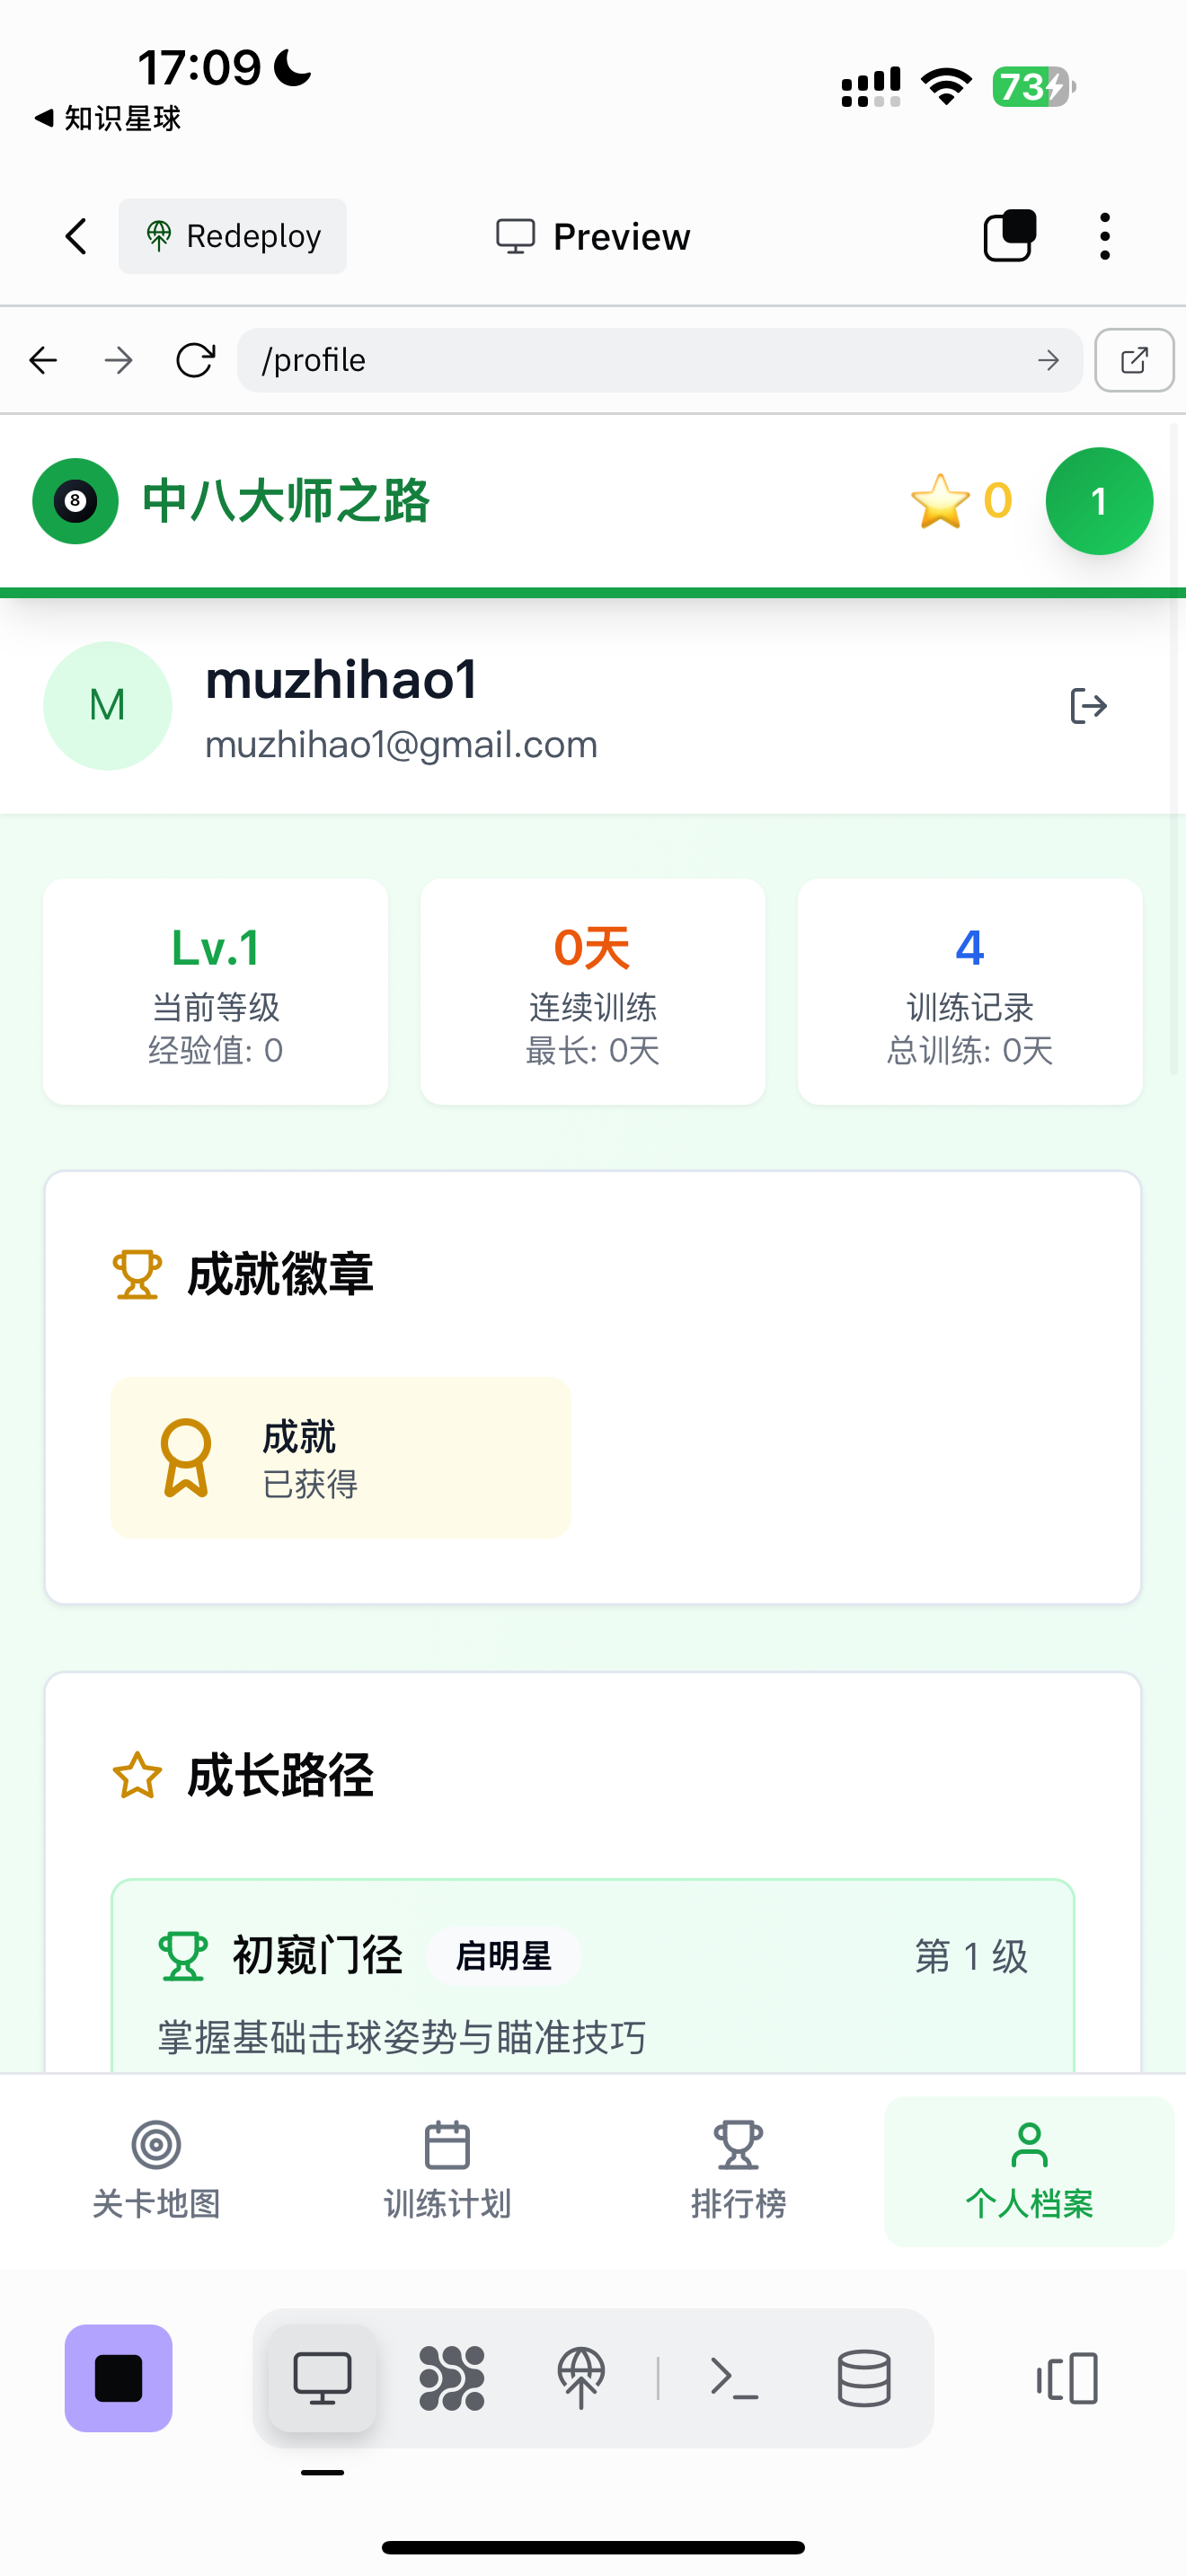 17:09
73
知识星球
Redeploy
Preview
/profile
8
中八大师之路
0
1
M
muzhihao1
muzhihao1@gmail.com
Lv.1
当前等级
经验值: 0
0天
连续训练
最长: 0天
4
训练记录
总训练: 0天
成就徽章
成就
已获得
成长路径
初窥门径
启明星
第 1 级
掌握基础击球姿势与瞄准技巧
关卡地图
训练计划
排行榜
个人档案